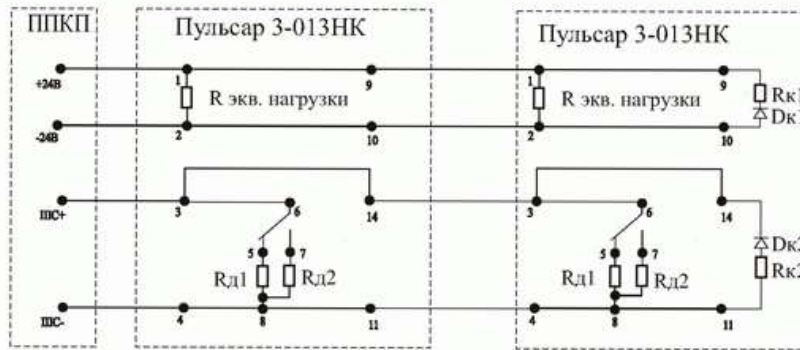 ППКП
Пульсар 3-013НК
Пульсар 3-013НК
+24В
1
R экв. нагрузки
9
1
R экв. нагрузки
9
Rк1
Dк1
-24В
2
10
2
10
ШС+
3
6
14
3
6
14
5
7
5
7
Dк2
Rд1
Rд2
Rд1
Rд2
Rк2
ШС-
4
8
11
4
8
11